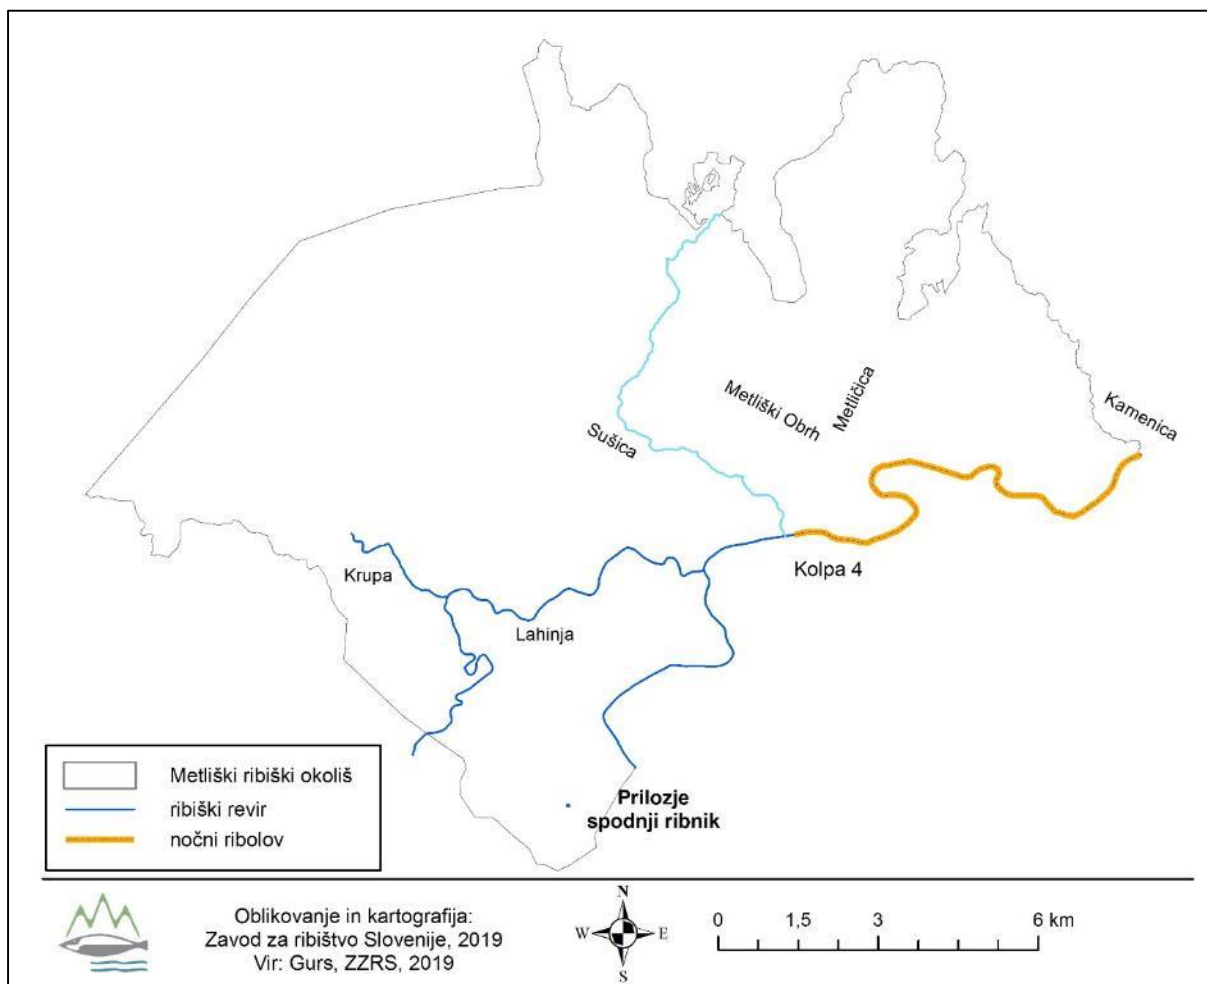 Metliški Obrh
Metličica
Kamenica
Sušica
Kolpa 4
Krupa
Lahinja
Prilozje
spodnji ribnik
Metliški ribiški okoliš
ribiški revir
nočni ribolov
Oblikovanje in kartografija:
Zavod za ribištvo Slovenije, 2019
Vir: Gurs, ZZRS, 2019
N
W E
S
0 1,5 3 6 km